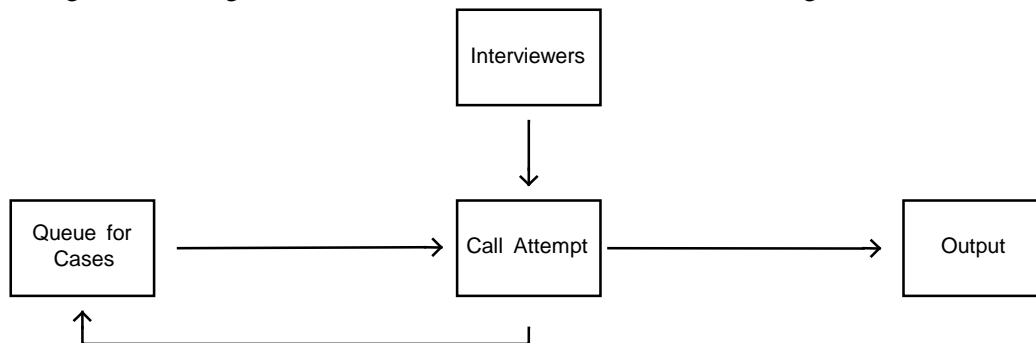 Interviewers
Queue for
Cases
Call Attempt
Output